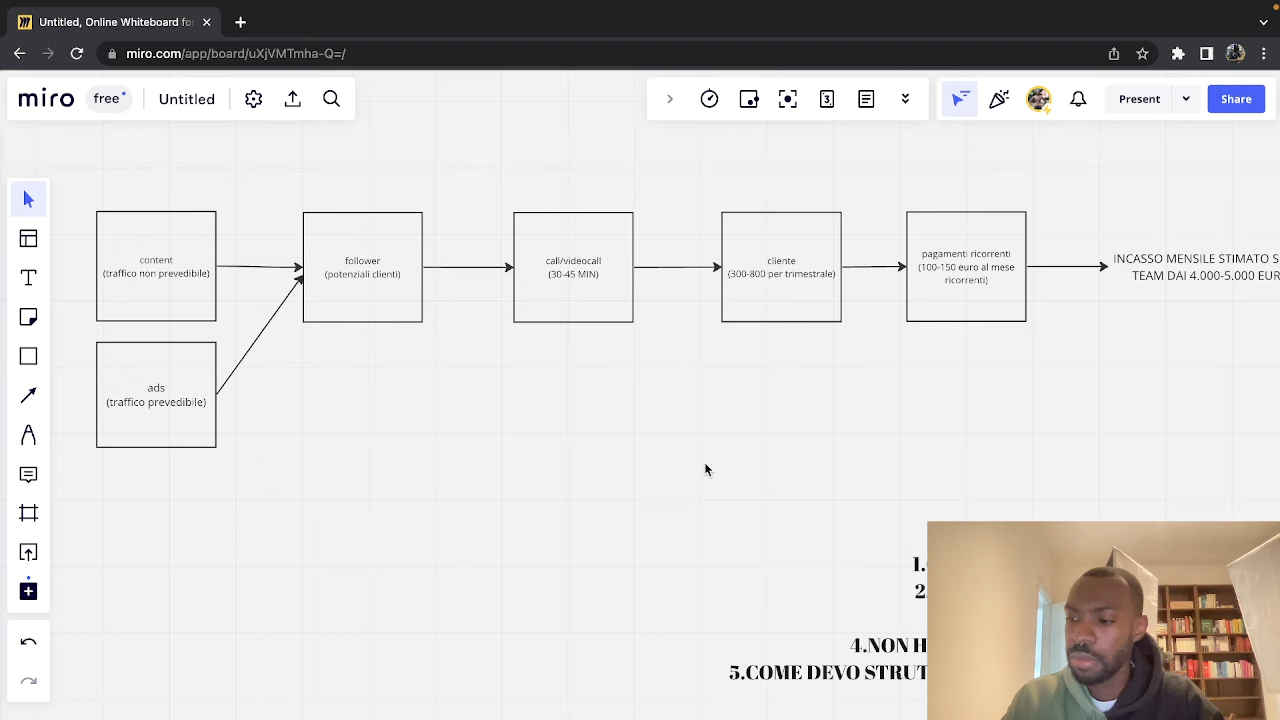 Untitled, Online Whiteboard for
miro.com/app/board/uXjVMTmha-Q=/
miro
free
Untitled
3
Present
Share
T
content
(traffico non prevedibile)
follower
(potenziali clienti)
call/videocall
(30-45 MIN)
cliente
(300-800 per trimestrale)
pagamenti ricorrenti
(100-150 euro al mese
ricorrenti)
INCASSO MENSILE STIMATO S
TEAM DAI 4.000-5.000 EUR
ads
(traffico prevedibile)
1.
2.
4.NON H
5.COME DEVO STRUT